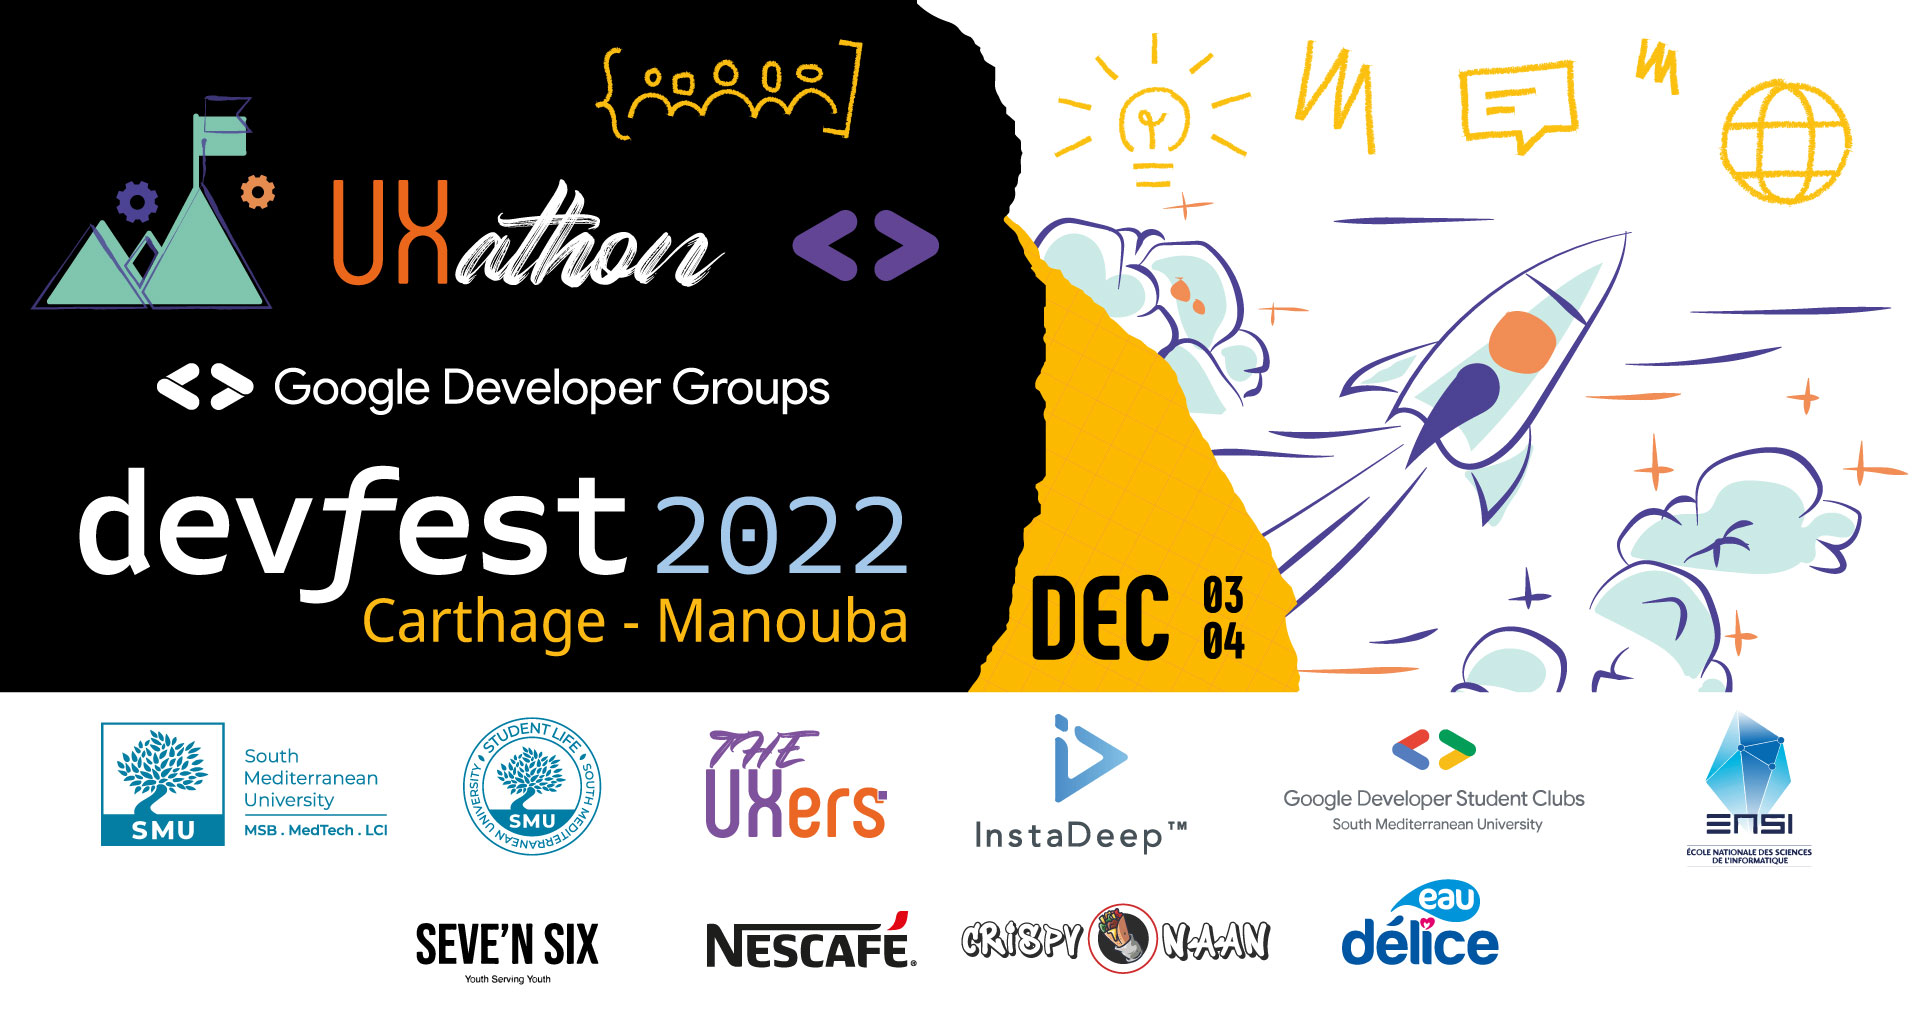 UXathon
Google Developer Groups
devfest 2022
Carthage - Manouba
DEC 03
04
SMU
South
Mediterranean
University
MSB . MedTech . LCI
STUDENT LIFE
SOUTH MEDITERRANEAN UNIVERSITY
SMU
THE
UXers
InstaDeep™
Google Developer Student Clubs
South Mediterranean University
ENSI
ÉCOLE NATIONALE DES SCIENCES
DE L'INFORMATIQUE
SEVE'N SIX
Youth Serving Youth
NESCAFÉ®
CRiSPY NAAN
eau
délice